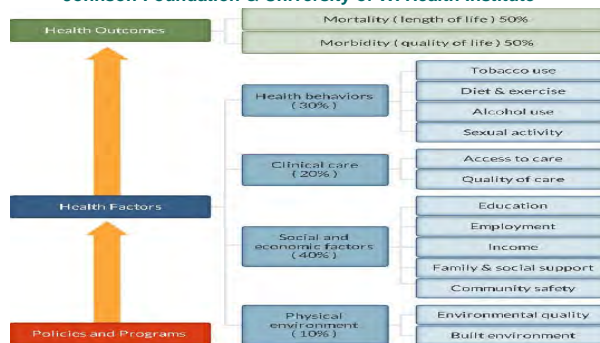 Johnson Foundation & University of WI Health Institute
Health Outcomes
Mortality (length of life) 50%
Morbidity (quality of life) 50%
Health behaviors
(30%)
Tobacco use
Diet & exercise
Alcohol use
Sexual activity
Clinical care
(20%)
Access to care
Quality of care
Health Factors
Social and
economic factors
(40%)
Education
Employment
Income
Family & social support
Community safety
Physical
environment
(10%)
Environmental quality
Built environment
Policies and Programs